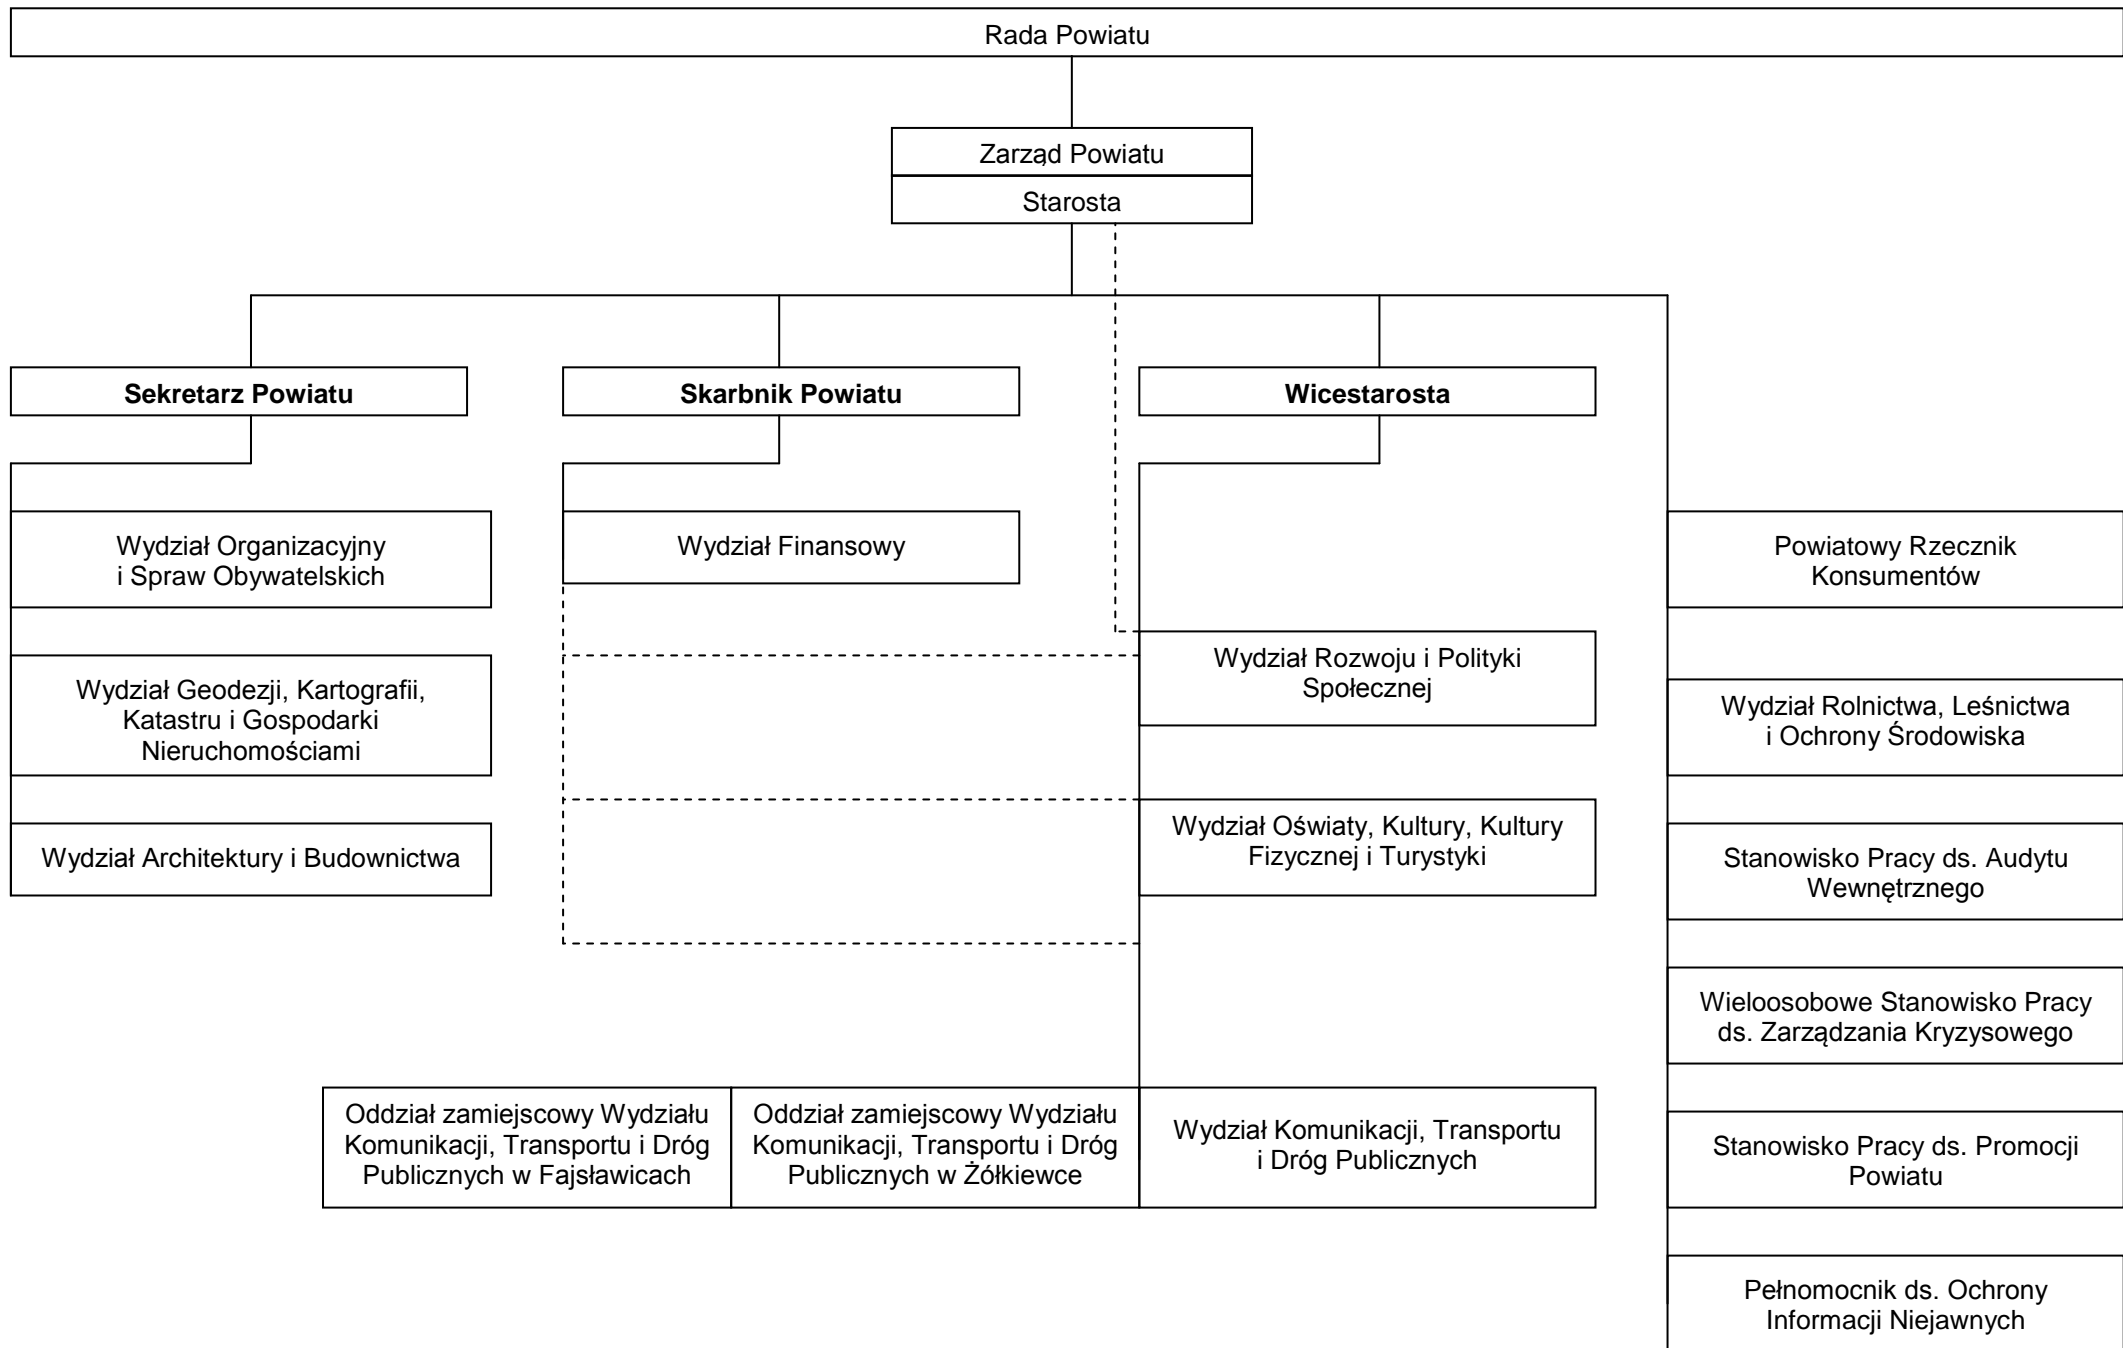 Rada Powiatu
Zarząd Powiatu
Starosta
Sekretarz Powiatu
Skarbnik Powiatu
Wicestarosta
Wydział Organizacyjny
i Spraw Obywatelskich
Wydział Geodezji, Kartografii,
Katastru i Gospodarki
Nieruchomościami
Wydział Architektury i Budownictwa
Wydział Finansowy
Wydział Rozwoju i Polityki
Społecznej
Wydział Oświaty, Kultury, Kultury
Fizycznej i Turystyki
Oddział zamiejscowy Wydziału
Komunikacji, Transportu i Dróg
Publicznych w Fajsławicach
Oddział zamiejscowy Wydziału
Komunikacji, Transportu i Dróg
Publicznych w Żółkiewce
Wydział Komunikacji, Transportu
i Dróg Publicznych
Powiatowy Rzecznik
Konsumentów
Wydział Rolnictwa, Leśnictwa
i Ochrony Środowiska
Stanowisko Pracy ds. Audytu
Wewnętrznego
Wieloosobowe Stanowisko Pracy
ds. Zarządzania Kryzysowego
Stanowisko Pracy ds. Promocji
Powiatu
Pełnomocnik ds. Ochrony
Informacji Niejawnych